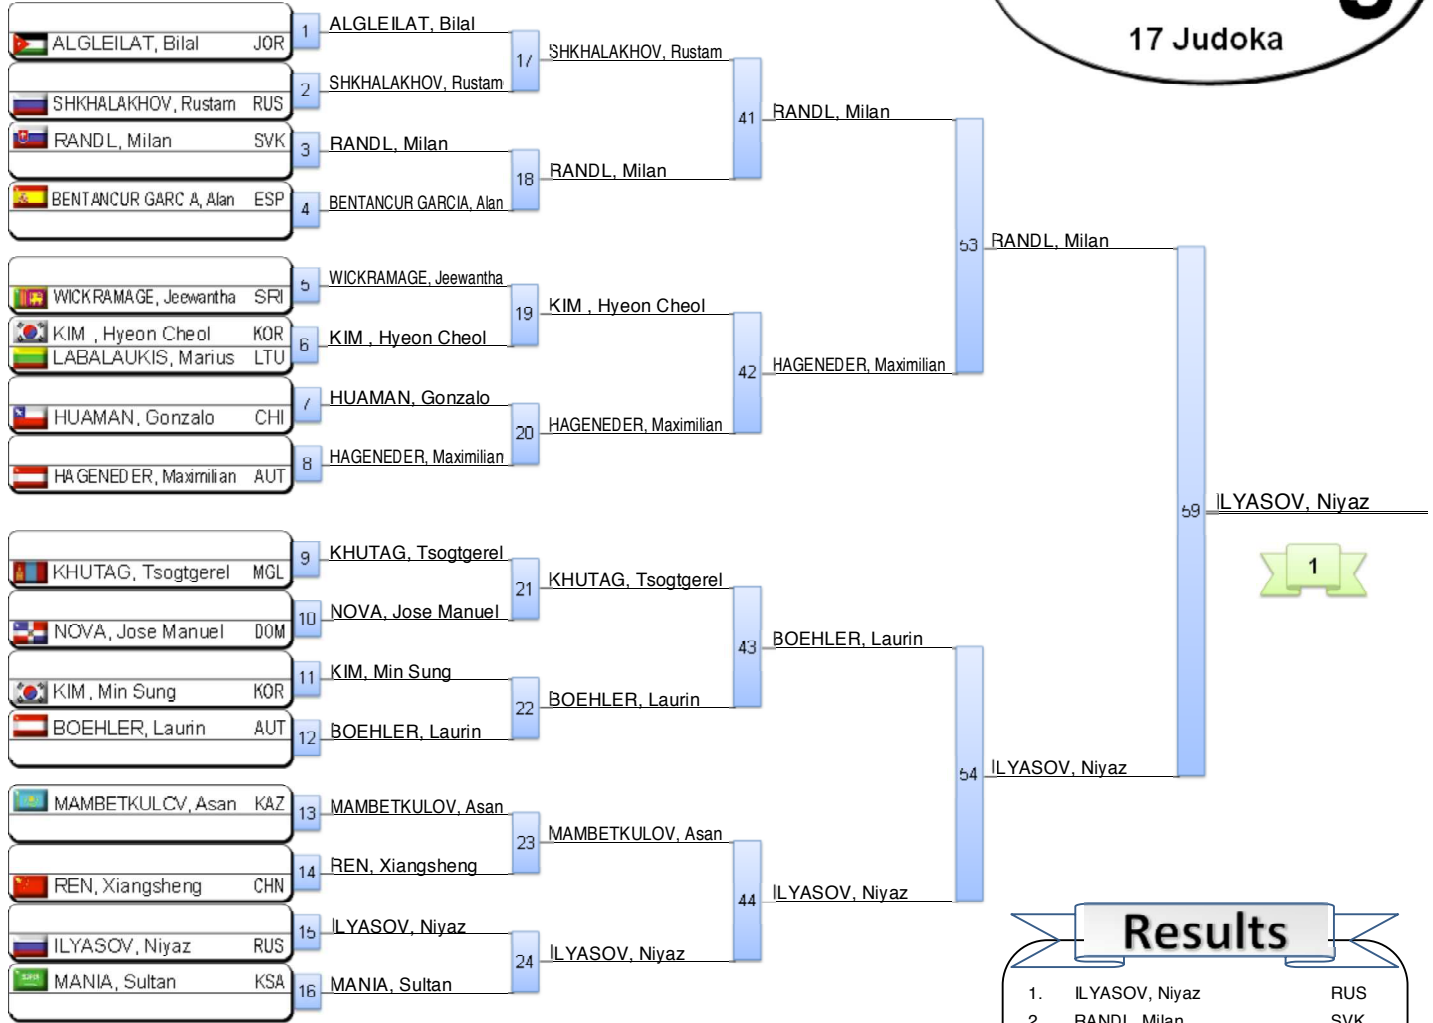 17 Judoka
ALGLEILAT, Bilal JOR
SHKHALAKHOV, Rustam RUS
RANDL, Milan SVK
BENTANCUR GARC A, Alan ESP
WICKRAMAGE, Jeewantha SRI
KIM , Hyeon Cheol KOR
LABALAUKIS, Marius LTU
HUAMAN, Gonzalo CHI
HAGENEDER, Maximilian AUT
KHUTAG, Tsogtgerel MGL
NOVA, Jose Manuel DOM
KIM, Min Sung KOR
BOEHLER, Laurin AUT
MAMBETKULOV, Asan KAZ
REN, Xiangsheng CHN
ILYASOV, Niyaz RUS
MANIA, Sultan KSA
1 ALGLEILAT, Bilal
2 SHKHALAKHOV, Rustam
3 RANDL, Milan
4 BENTANCUR GARCIA, Alan
5 WICKRAMAGE, Jeewantha
6 KIM , Hyeon Cheol
7 HUAMAN, Gonzalo
8 HAGENEDER, Maximilian
9 KHUTAG, Tsogtgerel
10 NOVA, Jose Manuel
11 KIM, Min Sung
12 BOEHLER, Laurin
13 MAMBETKULOV, Asan
14 REN, Xiangsheng
15 ILYASOV, Niyaz
16 MANIA, Sultan
17 SHKHALAKHOV, Rustam
18 RANDL, Milan
19 KIM , Hyeon Cheol
20 HAGENEDER, Maximilian
21 KHUTAG, Tsogtgerel
22 BOEHLER, Laurin
23 MAMBETKULOV, Asan
24 ILYASOV, Niyaz
41 RANDL, Milan
42 HAGENEDER, Maximilian
43 BOEHLER, Laurin
44 ILYASOV, Niyaz
53 RANDL, Milan
54 ILYASOV, Niyaz
59 ILYASOV, Niyaz
1
Results
1. ILYASOV, Niyaz RUS
2. RANDL, Milan SVK